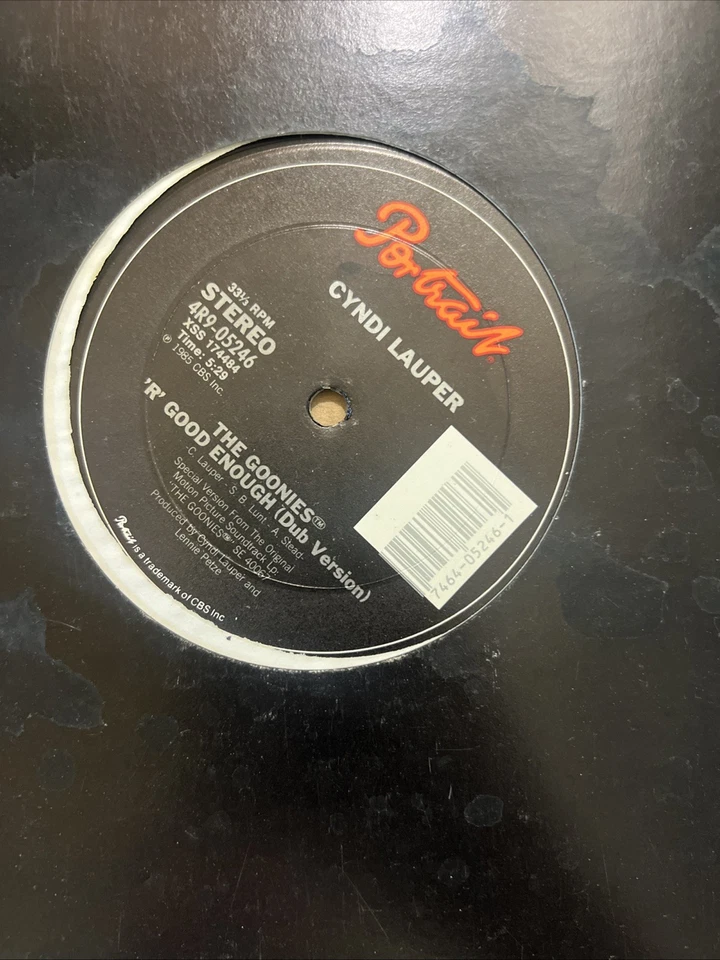 Portrait
CYNDI LAUPER
33⅓ RPM
STEREO
4R9-05246
XSS 174484
Time: 5:29
℗ 1985 CBS Inc.
THE GOONIES™
'R' GOOD ENOUGH (Dub Version)
-C. Lauper- S. B. Lunt- A. Stead-
Special Version From The Original
Motion Picture Soundtrack Lp:
"THE GOONIES"® SE 40067
Produced by Cyndi Lauper and
Lennie Petze
Portrait is a trademark of CBS Inc
7464-05246-1